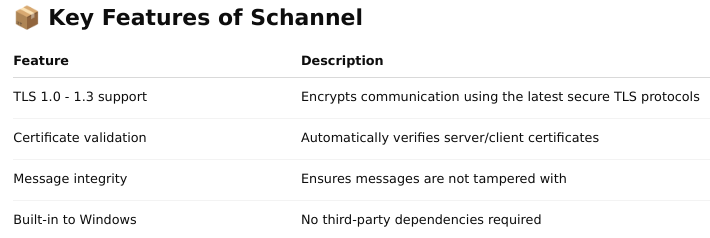 📦 Key Features of Schannel
Feature Description
TLS 1.0 - 1.3 support Encrypts communication using the latest secure TLS protocols
Certificate validation Automatically verifies server/client certificates
Message integrity Ensures messages are not tampered with
Built-in to Windows No third-party dependencies required